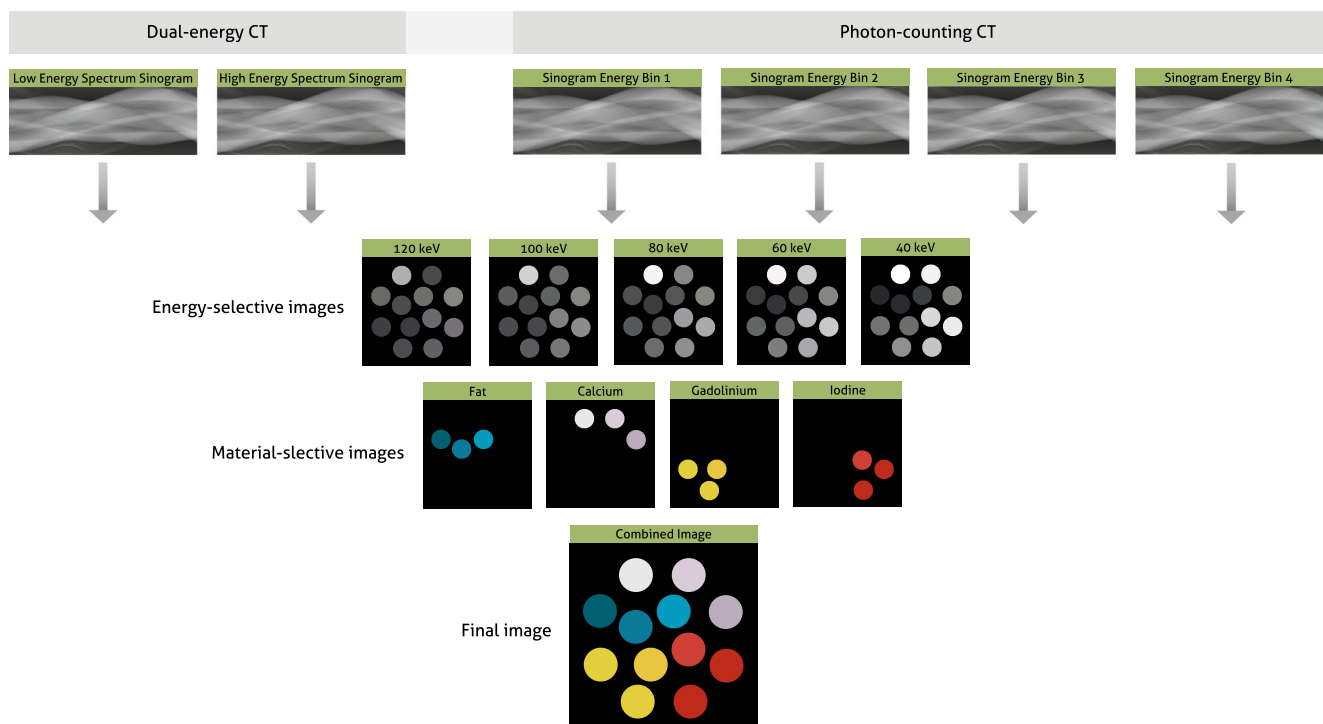 Dual-energy CT
Photon-counting CT
Low Energy Spectrum Sinogram
High Energy Spectrum Sinogram
Sinogram Energy Bin 1
Sinogram Energy Bin 2
Sinogram Energy Bin 3
Sinogram Energy Bin 4
120 keV
100 keV
80 keV
60 keV
40 keV
Energy-selective images
Fat
Calcium
Gadolinium
Iodine
Material-slective images
Combined Image
Final image